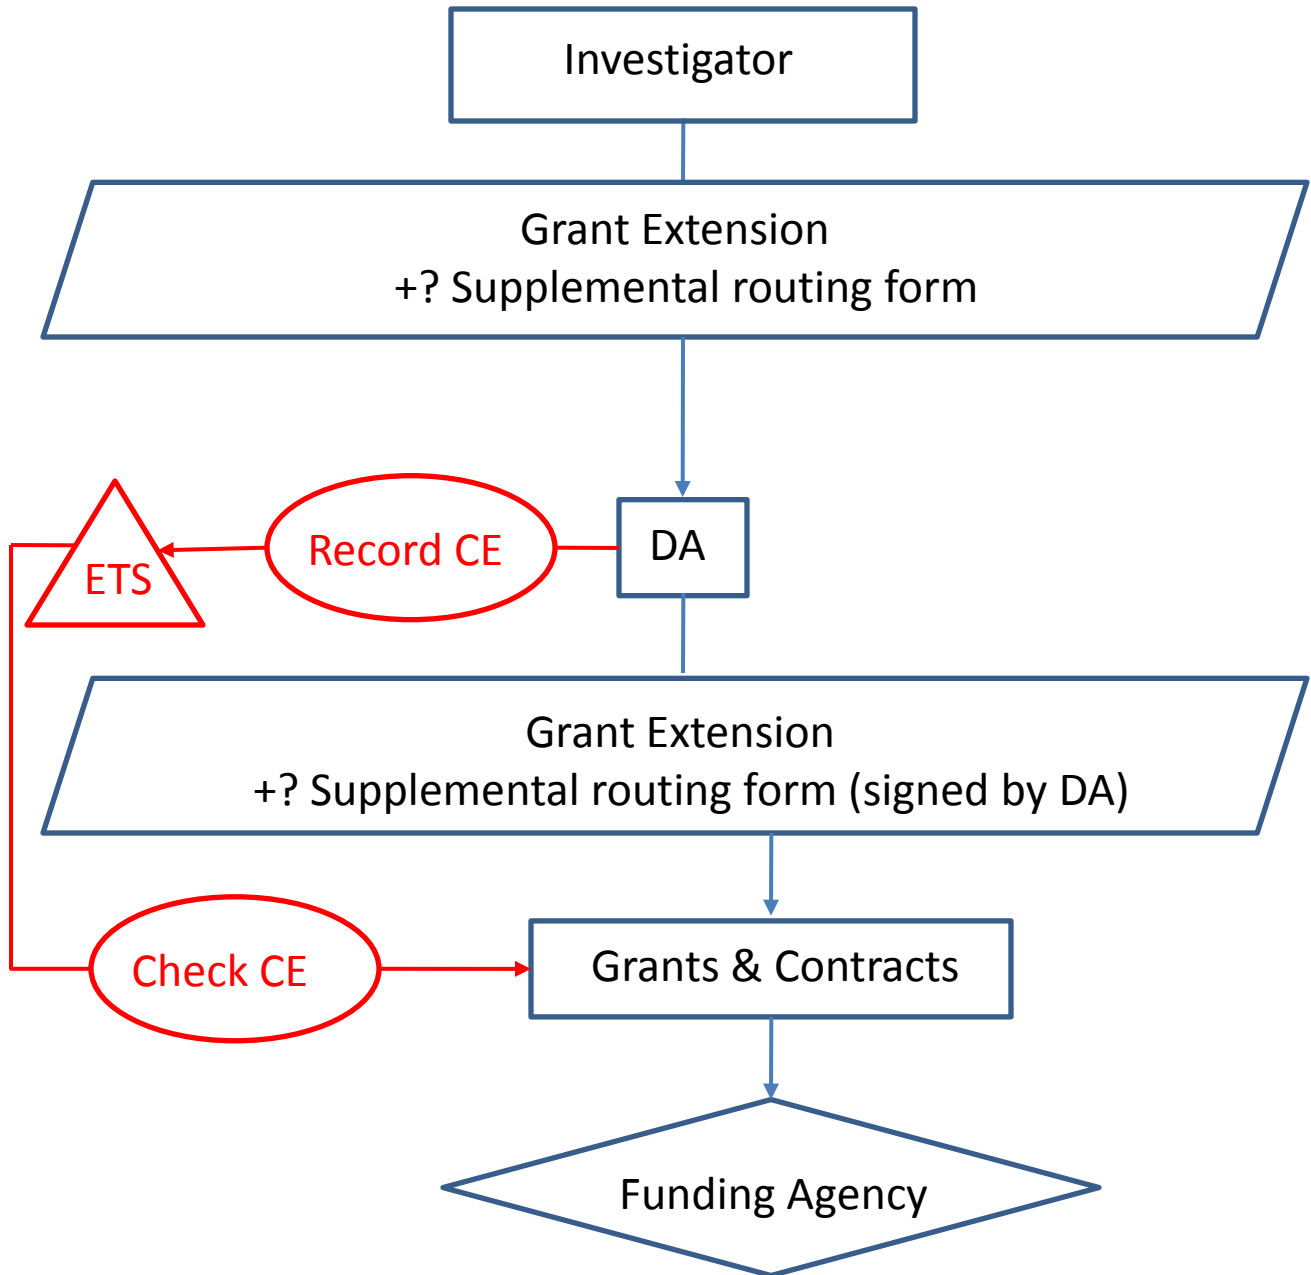 Investigator
Grant Extension
+? Supplemental routing form
DA
Record CE
ETS
Grant Extension
+? Supplemental routing form (signed by DA)
Check CE
Grants & Contracts
Funding Agency